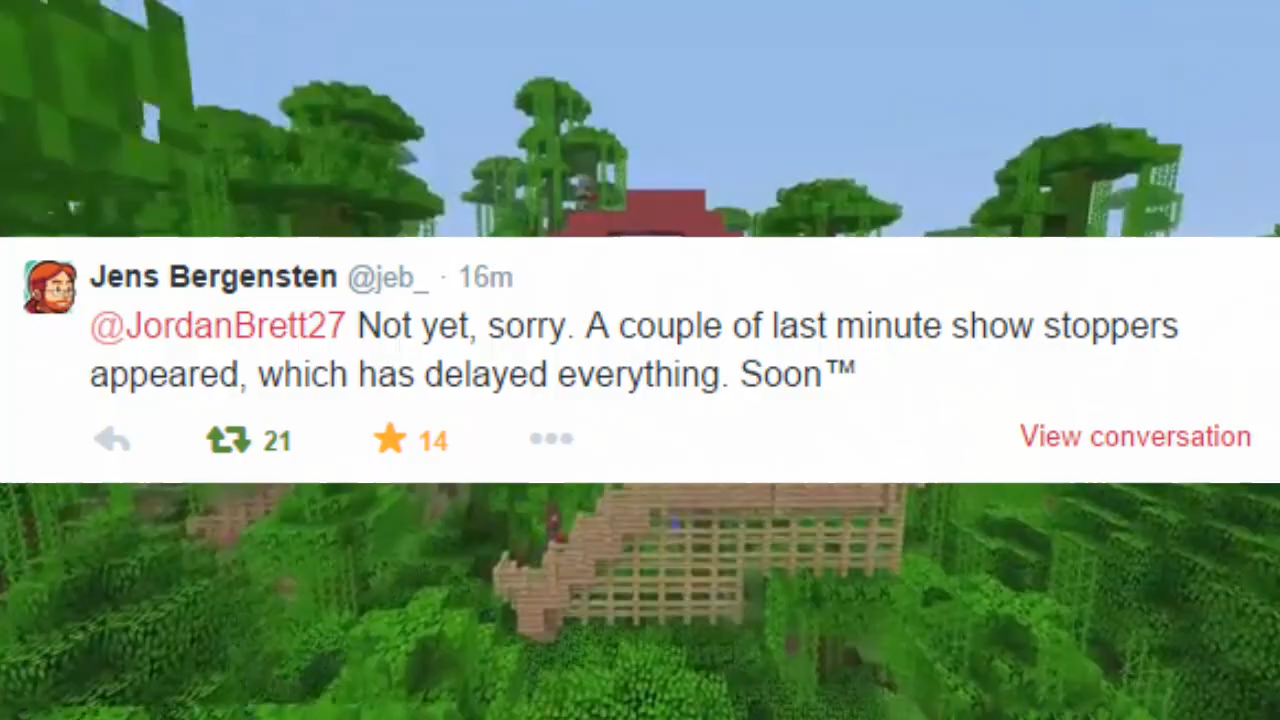 Jens Bergensten @jeb_ · 16m
@JordanBrett27 Not yet, sorry. A couple of last minute show stoppers
appeared, which has delayed everything. Soon™
21 14 View conversation